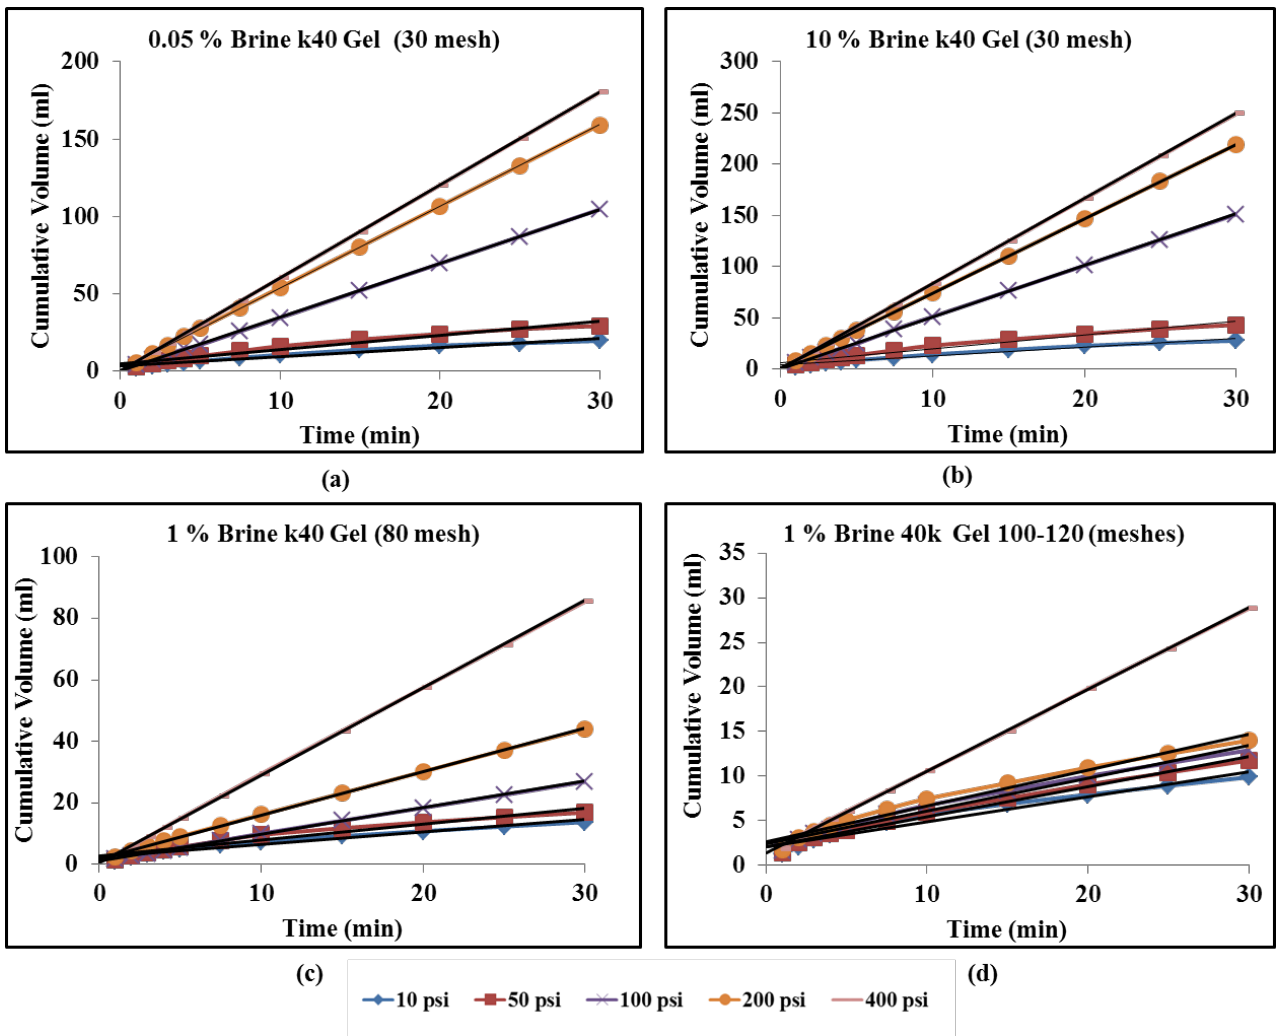 0.05 % Brine k40 Gel (30 mesh)
200
150
100
50
0
Cumulative Volume (ml)
0 10 20 30
Time (min)
(a)
10 % Brine k40 Gel (30 mesh)
300
250
200
150
100
50
0
Cumulative Volume (ml)
0 10 20 30
Time (min)
(b)
1 % Brine k40 Gel (80 mesh)
100
80
60
40
20
0
Cumulative Volume (ml)
0 10 20 30
Time (min)
(c)
1 % Brine 40k Gel 100-120 (meshes)
35
30
25
20
15
10
5
0
Cumulative Volume (ml)
0 10 20 30
Time (min)
(d)
10 psi 50 psi 100 psi 200 psi 400 psi